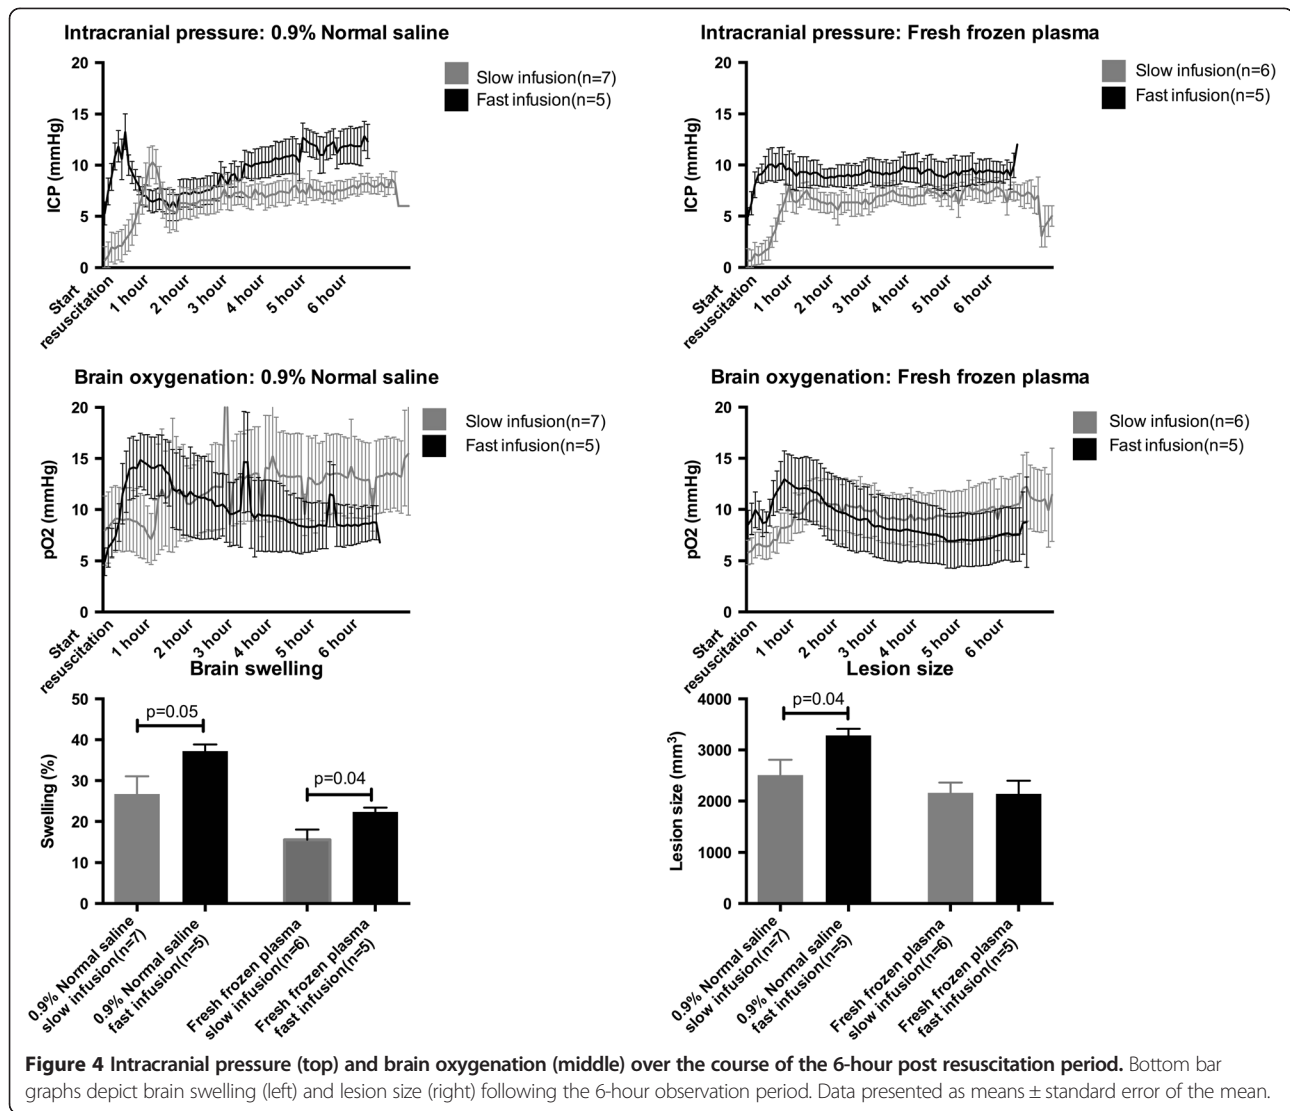 Intracranial pressure: 0.9% Normal saline
20
15
10
5
0
ICP (mmHg)
Slow infusion(n=7)
Fast infusion(n=5)
Start
resuscitation
1 hour
2 hour
3 hour
4 hour
5 hour
6 hour
Intracranial pressure: Fresh frozen plasma
20
15
10
5
0
ICP (mmHg)
Slow infusion(n=6)
Fast infusion(n=5)
Start
resuscitation
1 hour
2 hour
3 hour
4 hour
5 hour
6 hour
Brain oxygenation: 0.9% Normal saline
20
15
10
5
0
pO2 (mmHg)
Slow infusion(n=7)
Fast infusion(n=5)
Start
resuscitation
1 hour
2 hour
3 hour
4 hour
5 hour
6 hour
Brain oxygenation: Fresh frozen plasma
20
15
10
5
0
pO2 (mmHg)
Slow infusion(n=6)
Fast infusion(n=5)
Start
resuscitation
1 hour
2 hour
3 hour
4 hour
5 hour
6 hour
Brain swelling
50
40
30
20
10
0
Swelling (%)
p=0.05
p=0.04
0.9% Normal saline
slow infusion(n=7)
0.9% Normal saline
fast infusion(n=5)
Fresh frozen plasma
slow infusion(n=6)
Fresh frozen plasma
fast infusion(n=5)
Lesion size
4000
3000
2000
1000
0
Lesion size (mm³)
p=0.04
0.9% Normal saline
slow infusion(n=7)
0.9% Normal saline
fast infusion(n=5)
Fresh frozen plasma
slow infusion(n=6)
Fresh frozen plasma
fast infusion(n=5)
Figure 4 Intracranial pressure (top) and brain oxygenation (middle) over the course of the 6-hour post resuscitation period. Bottom bar
graphs depict brain swelling (left) and lesion size (right) following the 6-hour observation period. Data presented as means ± standard error of the mean.